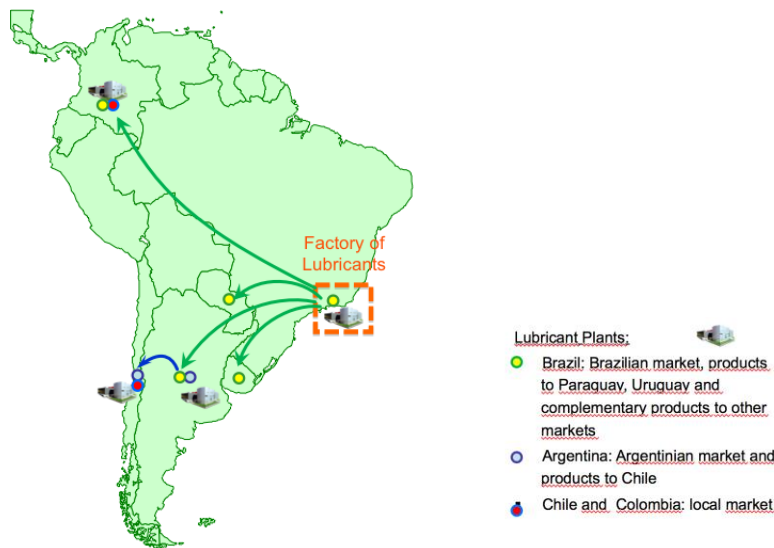 Factory of
Lubricants
Lubricant Plants:
Brazil: Brazilian market, products
to Paraguay, Uruguay and
complementary products to other
markets
Argentina: Argentinian market and
products to Chile
Chile and Colombia: local market